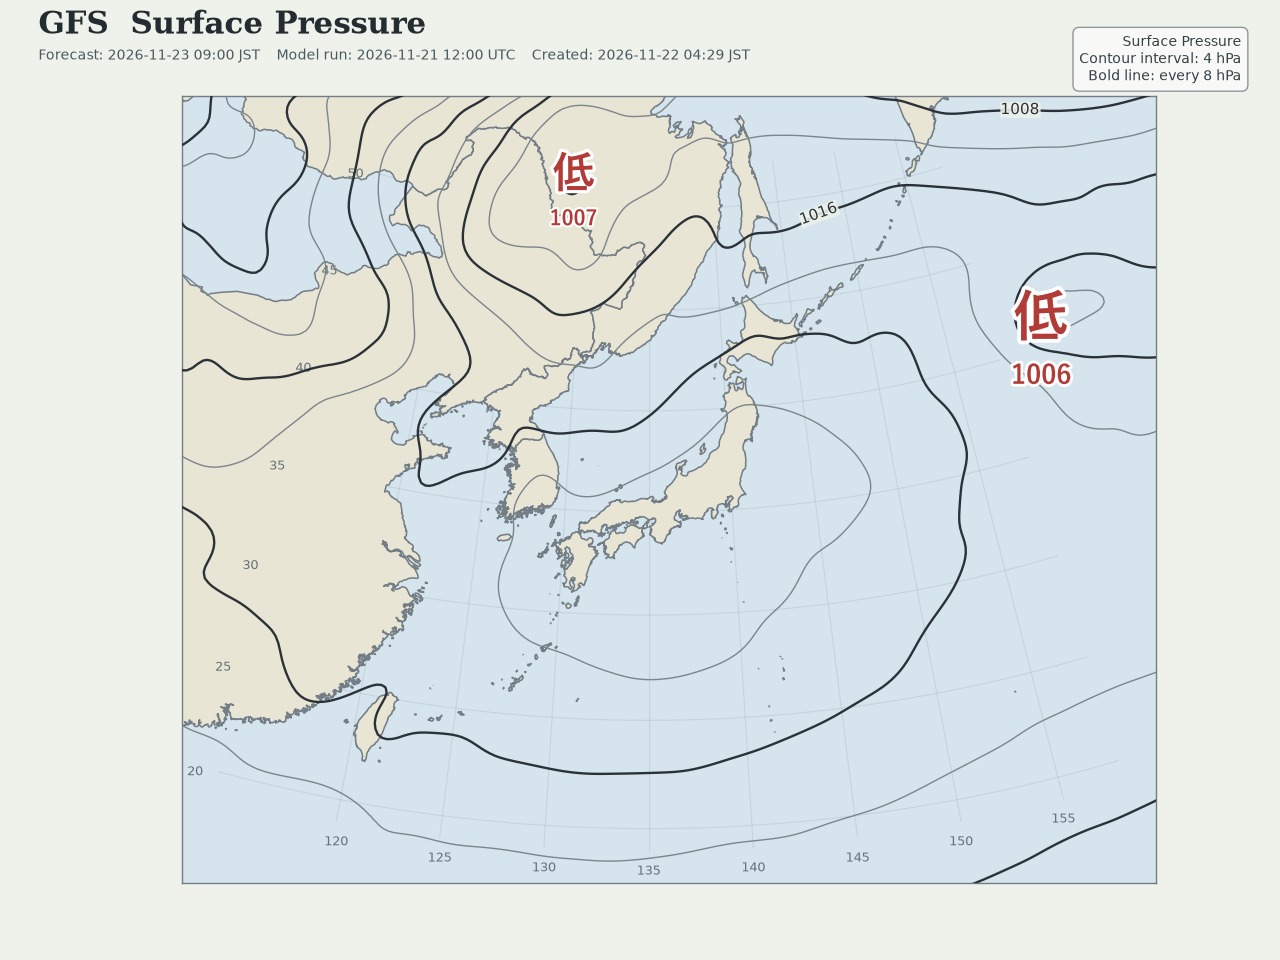 GFS  Surface Pressure
Forecast: 2026-11-23 09:00 JST    Model run: 2026-11-21 12:00 UTC    Created: 2026-11-22 04:29 JST
Surface Pressure
Contour interval: 4 hPa
Bold line: every 8 hPa
1008
50
低
1007
1016
45
低
1006
40
35
30
25
20
120
125
130
135
140
145
150
155